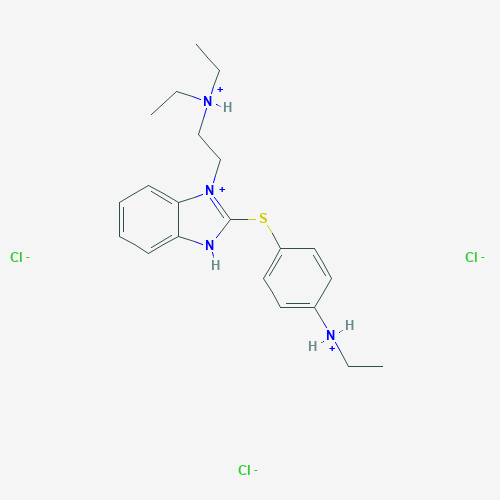 N + H
N +
S
N
H
Cl -
Cl -
H
H N +
Cl -